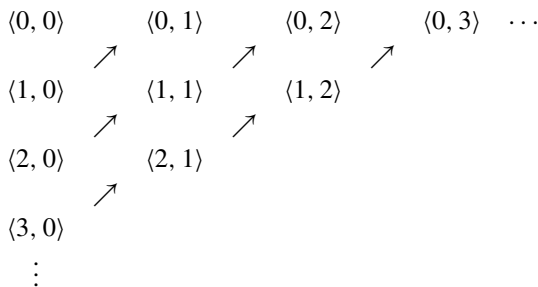 ⟨0, 0⟩ ⟨0, 1⟩ ⟨0, 2⟩ ⟨0, 3⟩ ⋯
↗ ↗ ↗
⟨1, 0⟩ ⟨1, 1⟩ ⟨1, 2⟩
↗ ↗
⟨2, 0⟩ ⟨2, 1⟩
↗
⟨3, 0⟩
⋮